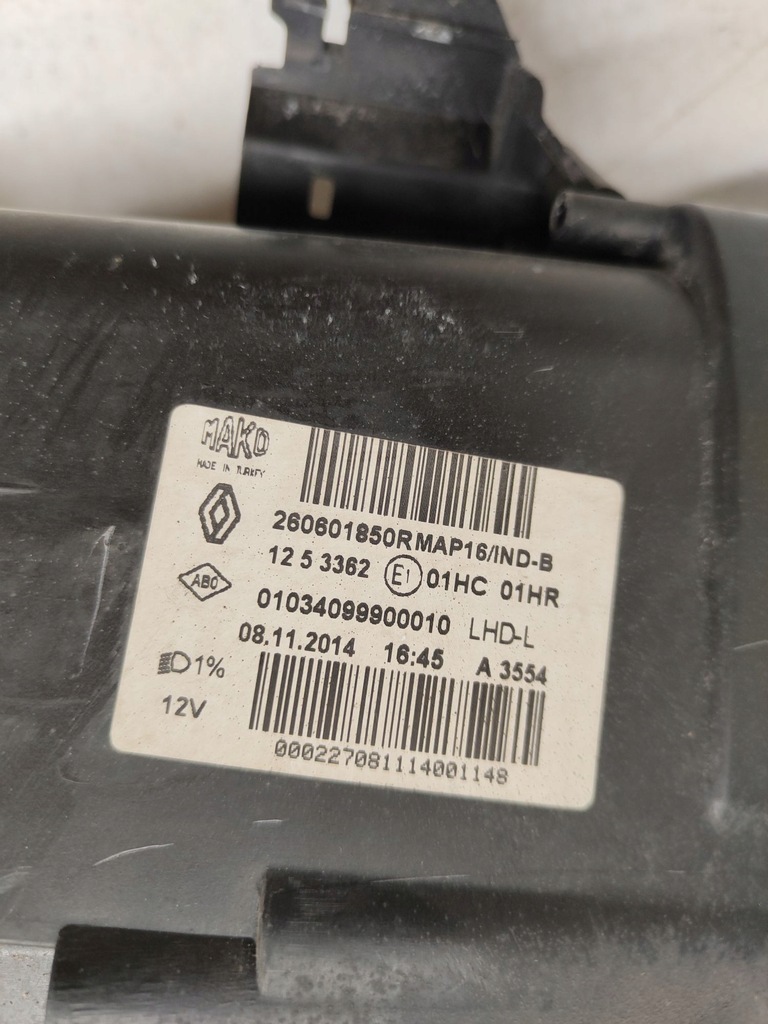 MAKO
MADE IN TURKEY
260601850R MAP16/IND-B
12 5 3362 E1 01HC 01HR
AB0
01034099900010 LHD-L
08.11.2014 16:45 A 3554
1%
12V
000227081114001148